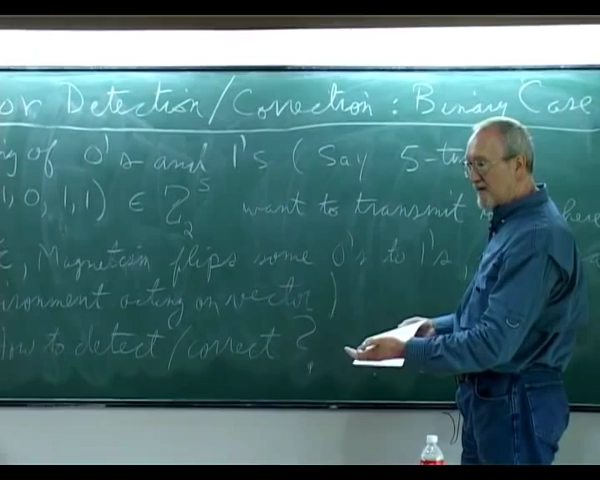 or Detection/Correction: Binary Case
ng of 0's and 1's (Say 5-tu
1, 0, 1, 1) ∈ Z₂⁵ want to transmit here
, Magnetism flips some 0's to 1's,
ironment acting on vector)
How to detect/correct?